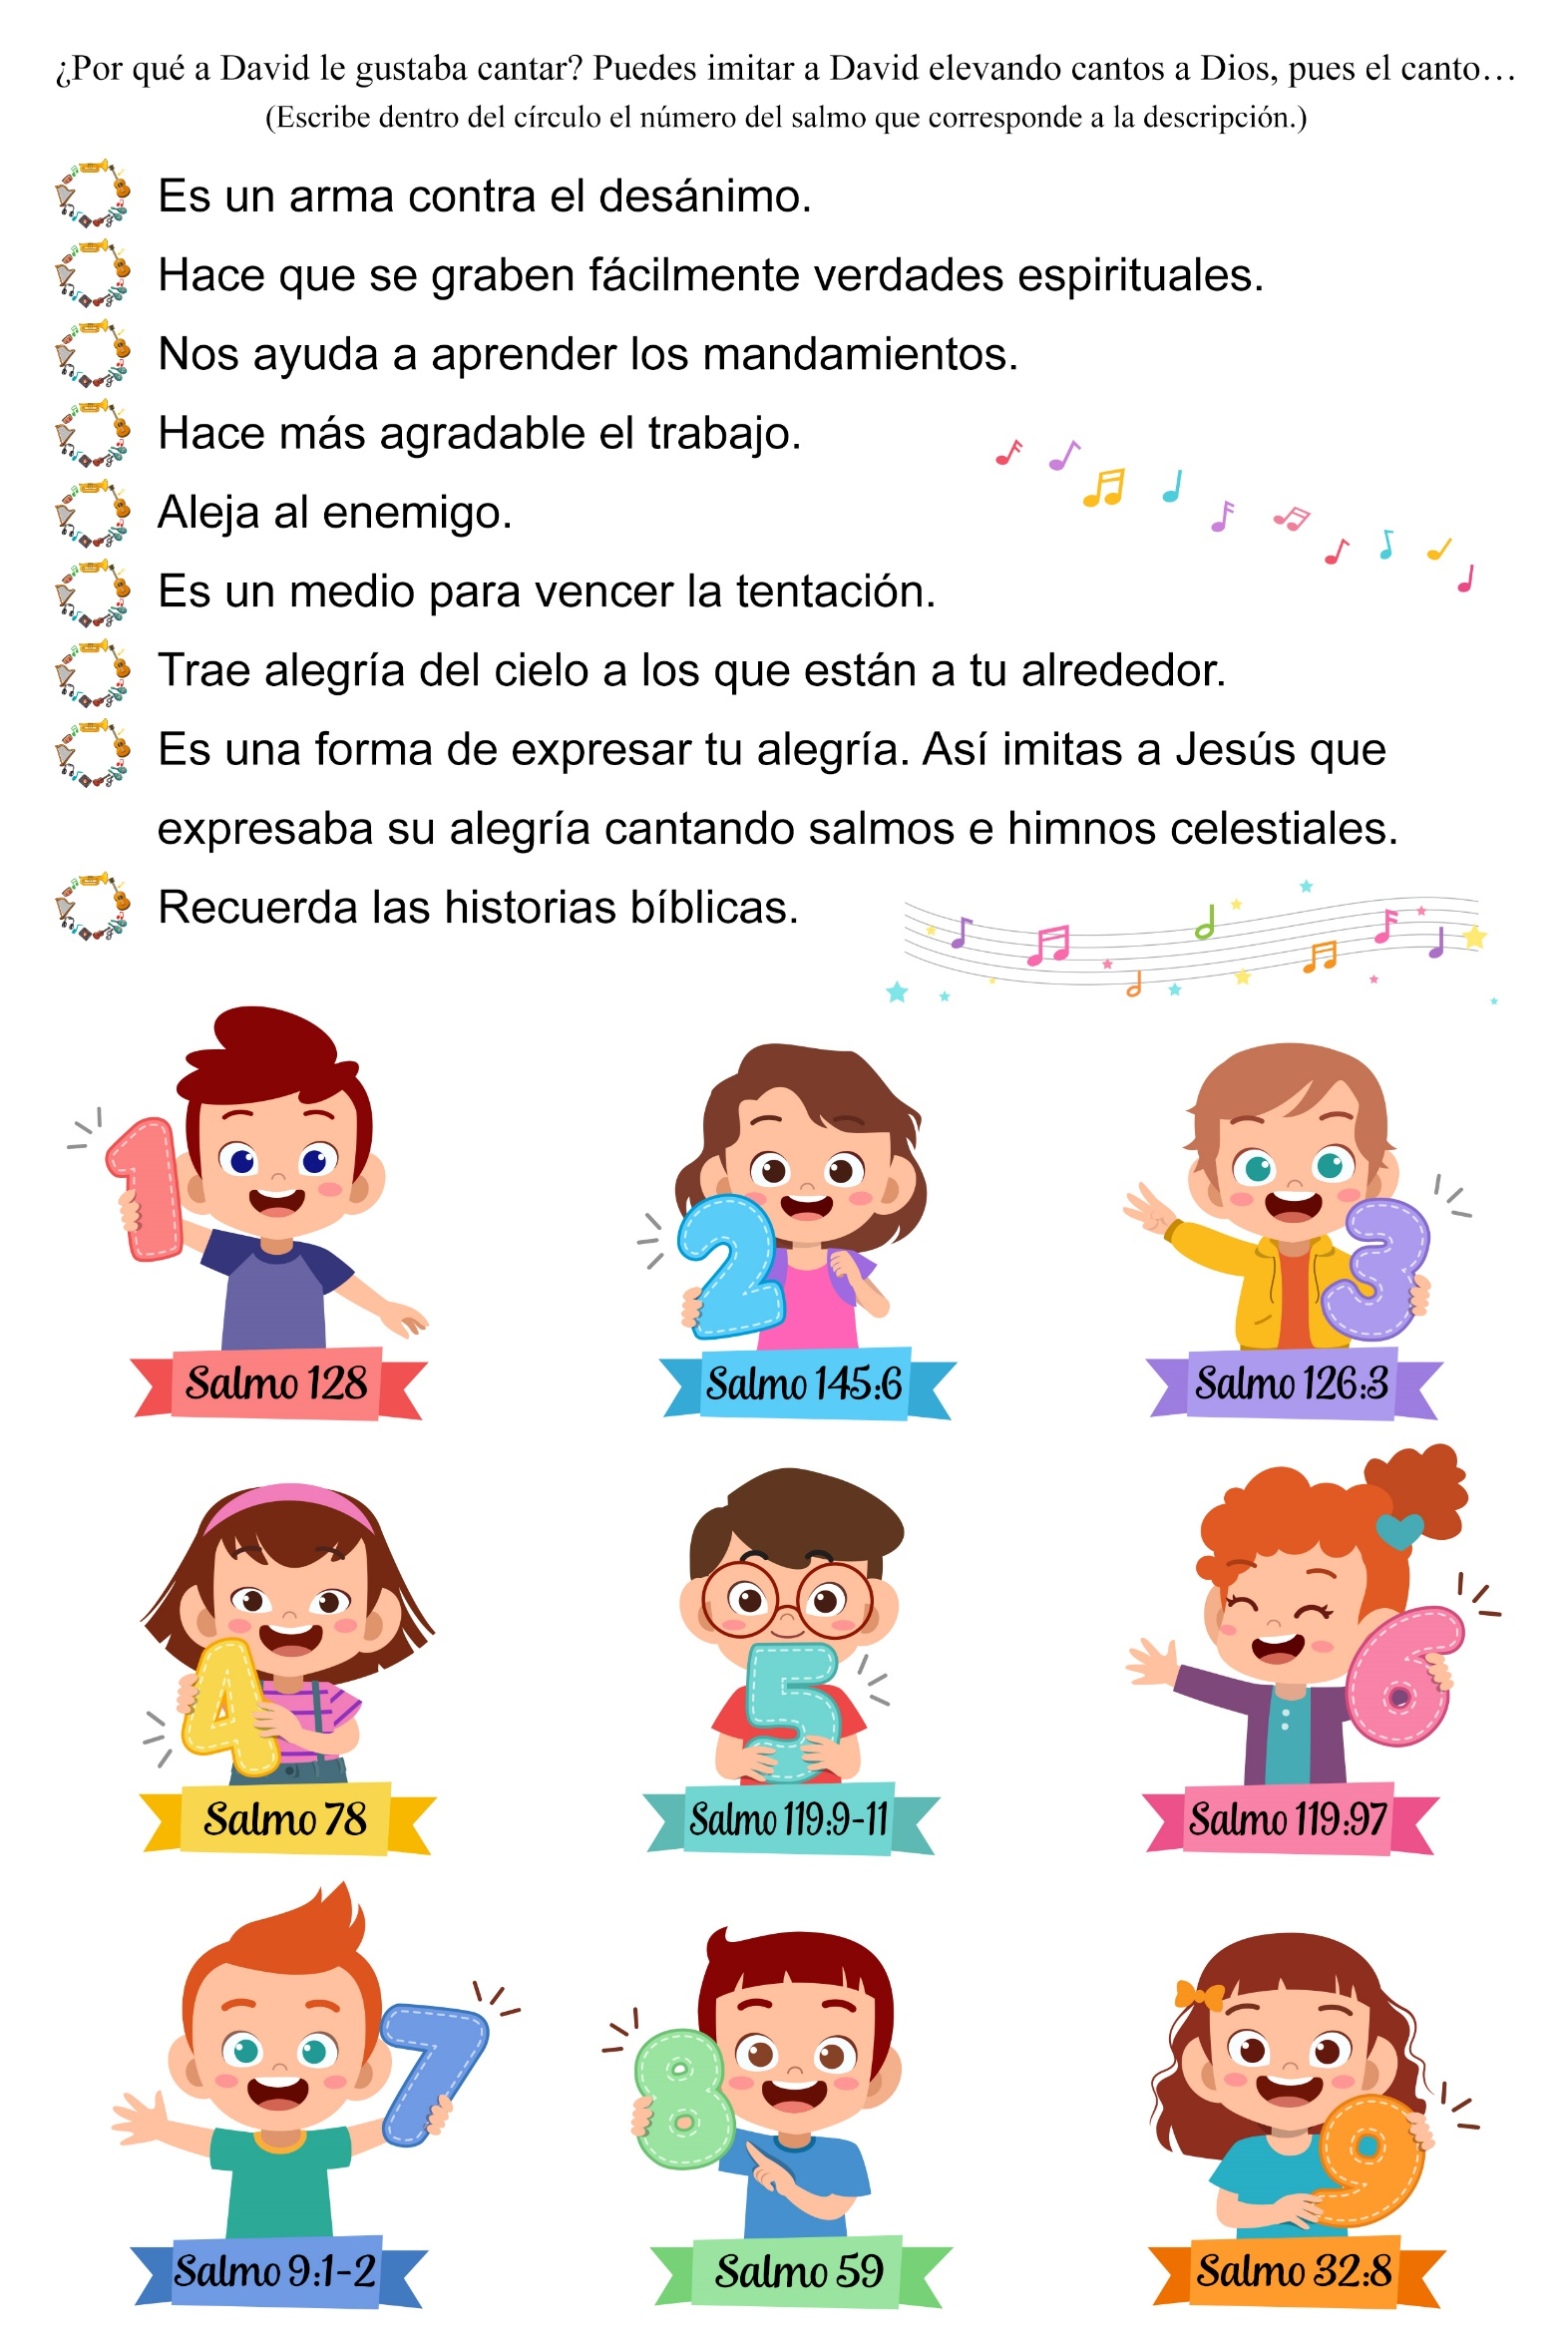 ¿Por qué a David le gustaba cantar? Puedes imitar a David elevando cantos a Dios, pues el canto…
(Escribe dentro del círculo el número del salmo que corresponde a la descripción.)
Es un arma contra el desánimo.
Hace que se graben fácilmente verdades espirituales.
Nos ayuda a aprender los mandamientos.
Hace más agradable el trabajo.
Aleja al enemigo.
Es un medio para vencer la tentación.
Trae alegría del cielo a los que están a tu alrededor.
Es una forma de expresar tu alegría. Así imitas a Jesús que
expresaba su alegría cantando salmos e himnos celestiales.
Recuerda las historias bíblicas.
1
2
3
Salmo 128
Salmo 145:6
Salmo 126:3
4
5
6
Salmo 78
Salmo 119:9-11
Salmo 119:97
7
8
9
Salmo 9:1-2
Salmo 59
Salmo 32:8